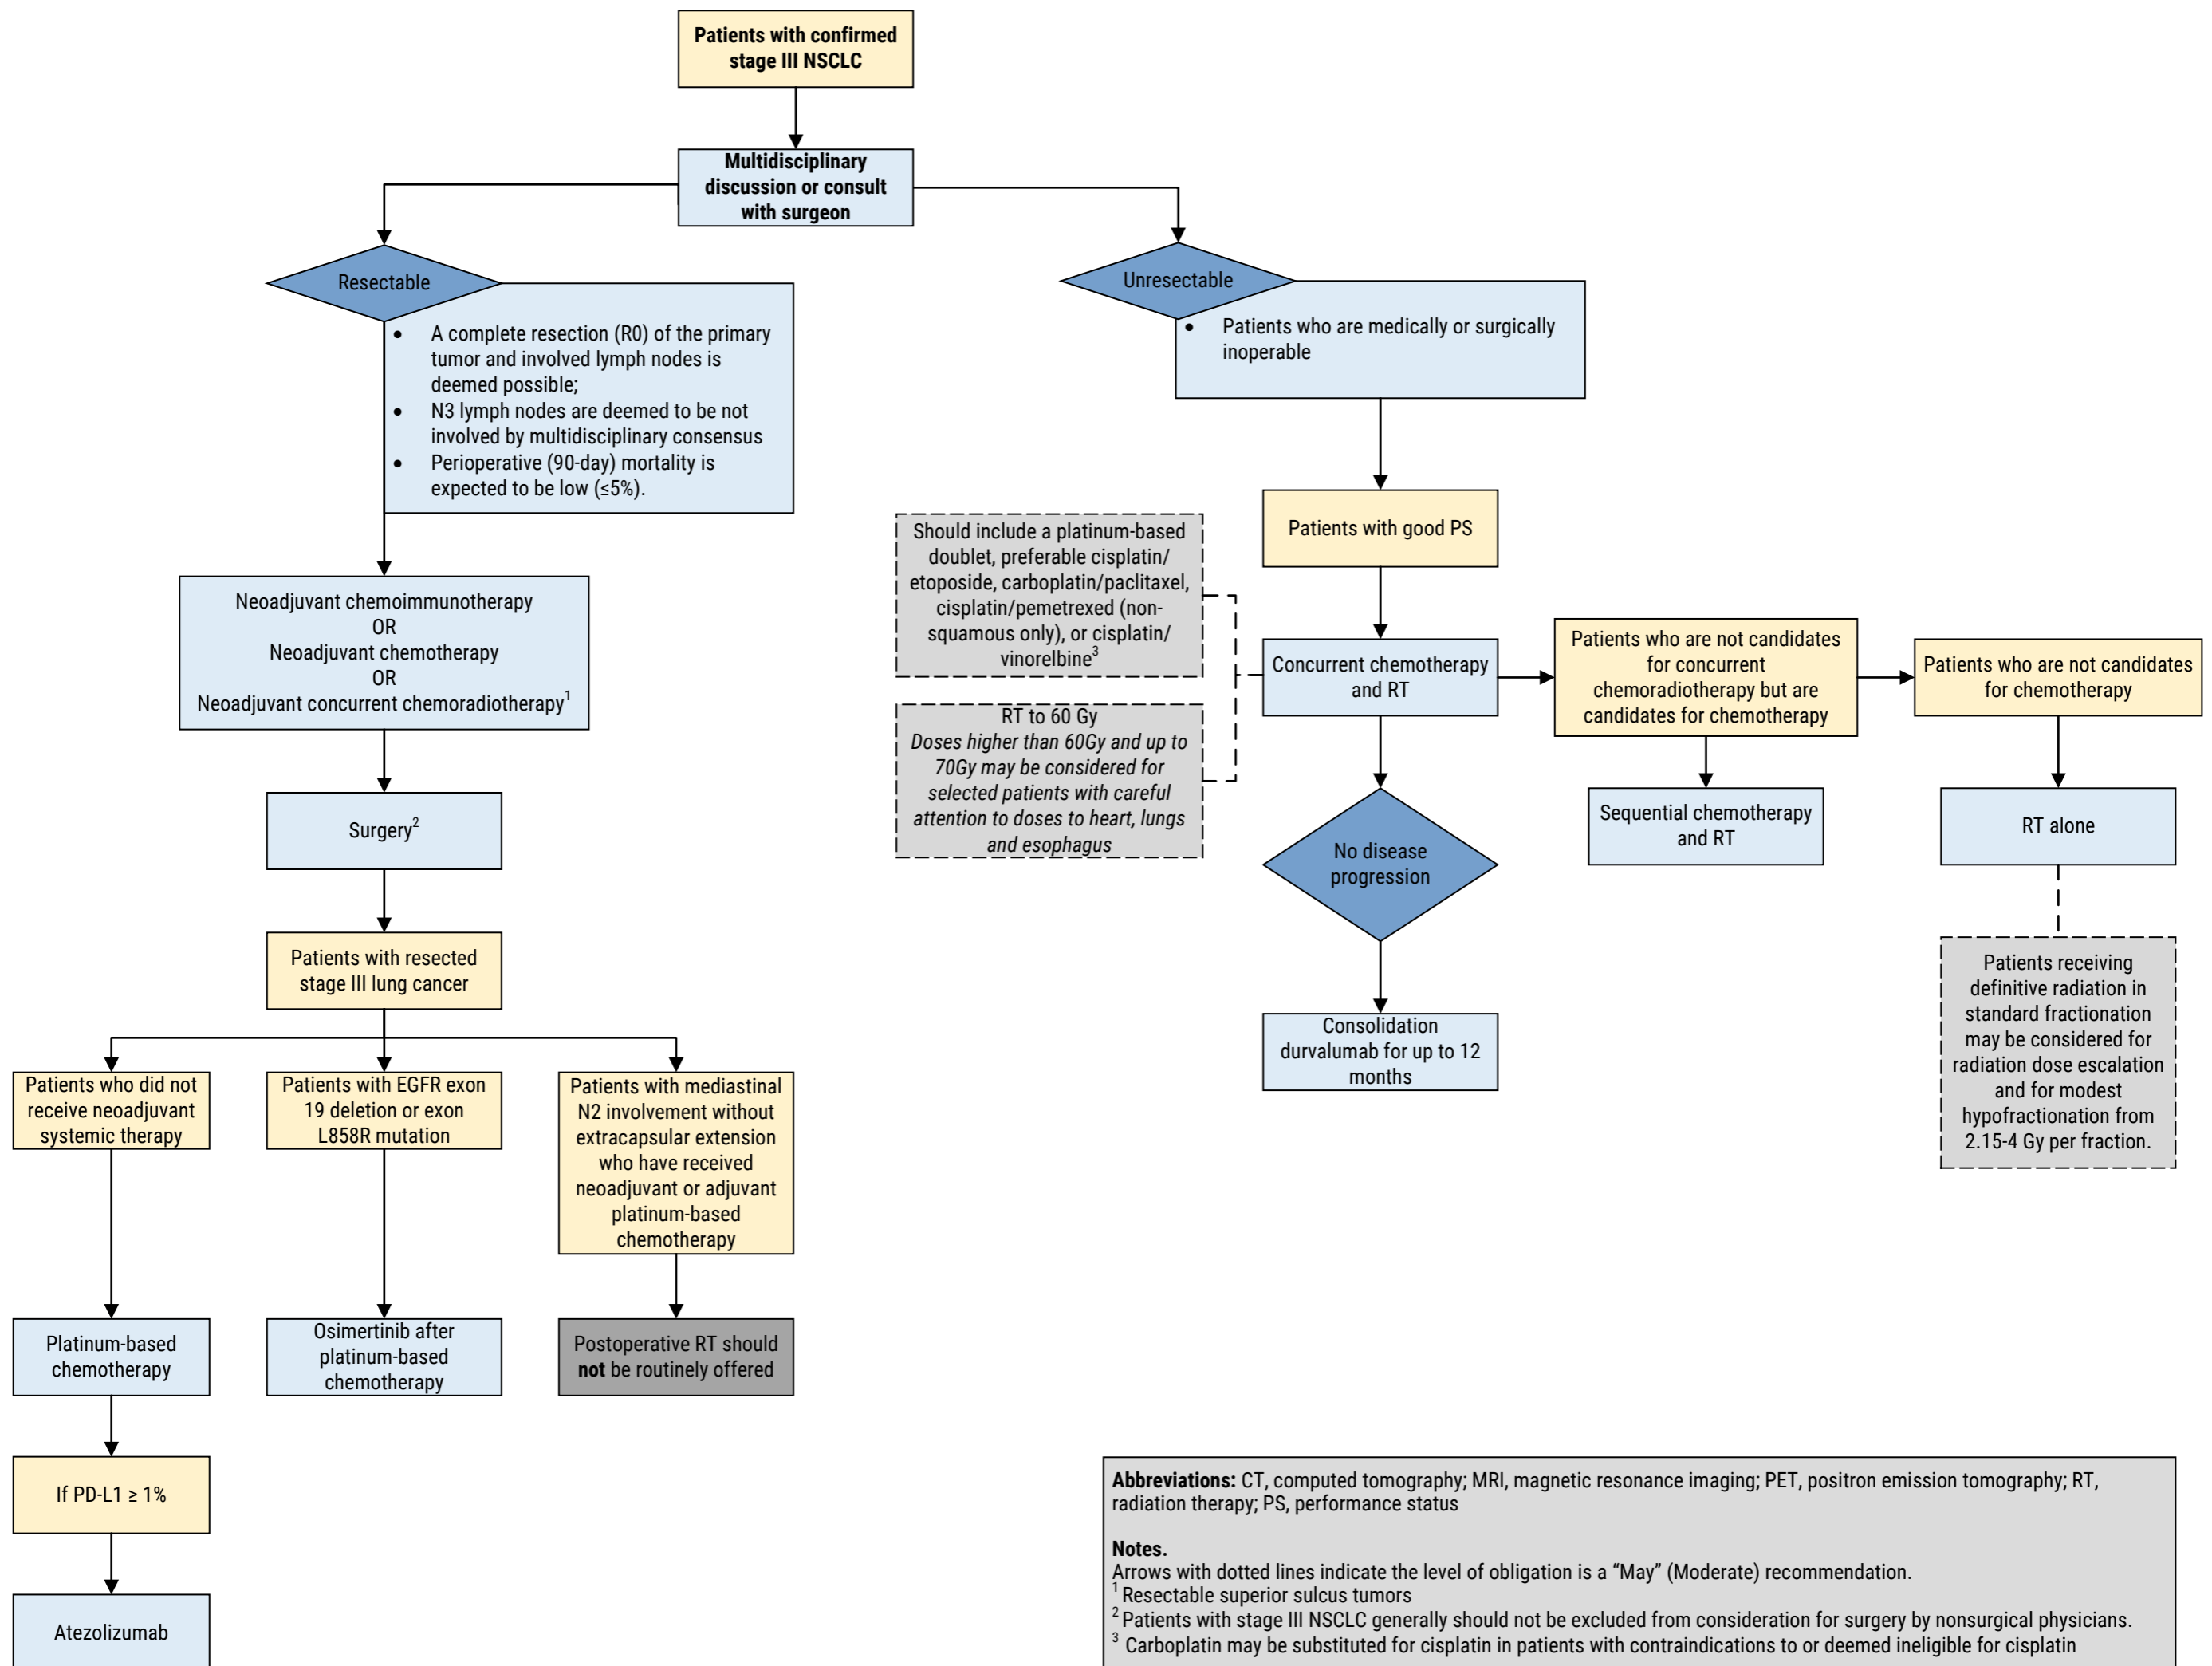 Patients with confirmed
stage III NSCLC
Multidisciplinary
discussion or consult
with surgeon
Resectable
• A complete resection (R0) of the primary
tumor and involved lymph nodes is
deemed possible;
• N3 lymph nodes are deemed to be not
involved by multidisciplinary consensus
• Perioperative (90-day) mortality is
expected to be low (≤5%).
Neoadjuvant chemoimmunotherapy
OR
Neoadjuvant chemotherapy
OR
Neoadjuvant concurrent chemoradiotherapy1
Surgery2
Patients with resected
stage III lung cancer
Patients who did not
receive neoadjuvant
systemic therapy
Platinum-based
chemotherapy
If PD-L1 ≥ 1%
Atezolizumab
Patients with EGFR exon
19 deletion or exon
L858R mutation
Osimertinib after
platinum-based
chemotherapy
Patients with mediastinal
N2 involvement without
extracapsular extension
who have received
neoadjuvant or adjuvant
platinum-based
chemotherapy
Postoperative RT should
not be routinely offered
Unresectable
• Patients who are medically or surgically
inoperable
Patients with good PS
Should include a platinum-based
doublet, preferable cisplatin/
etoposide, carboplatin/paclitaxel,
cisplatin/pemetrexed (non-
squamous only), or cisplatin/
vinorelbine3
RT to 60 Gy
Doses higher than 60Gy and up to
70Gy may be considered for
selected patients with careful
attention to doses to heart, lungs
and esophagus
Concurrent chemotherapy
and RT
No disease
progression
Consolidation
durvalumab for up to 12
months
Patients who are not candidates
for concurrent
chemoradiotherapy but are
candidates for chemotherapy
Sequential chemotherapy
and RT
Patients who are not candidates
for chemotherapy
RT alone
Patients receiving
definitive radiation in
standard fractionation
may be considered for
radiation dose escalation
and for modest
hypofractionation from
2.15-4 Gy per fraction.
Abbreviations: CT, computed tomography; MRI, magnetic resonance imaging; PET, positron emission tomography; RT,
radiation therapy; PS, performance status
Notes.
Arrows with dotted lines indicate the level of obligation is a “May” (Moderate) recommendation.
1 Resectable superior sulcus tumors
2 Patients with stage III NSCLC generally should not be excluded from consideration for surgery by nonsurgical physicians.
3 Carboplatin may be substituted for cisplatin in patients with contraindications to or deemed ineligible for cisplatin